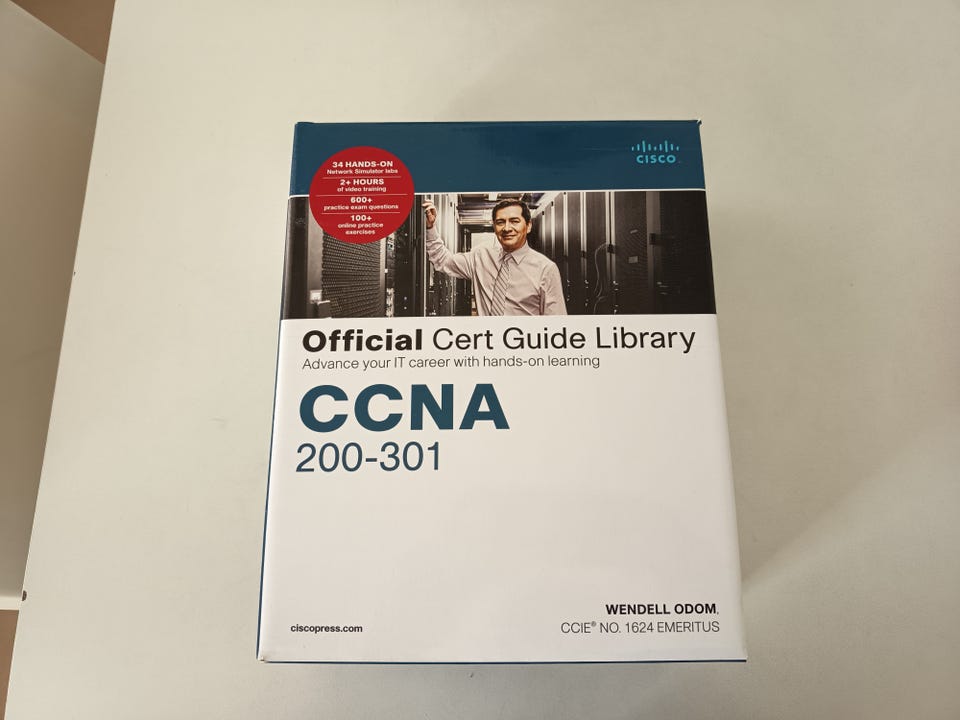 CISCO
34 HANDS-ON
Network Simulator labs
2+ HOURS
of video training
600+
practice exam questions
100+
online practice
exercises
Official Cert Guide Library
Advance your IT career with hands-on learning
CCNA
200-301
WENDELL ODOM,
CCIE® NO. 1624 EMERITUS
ciscopress.com